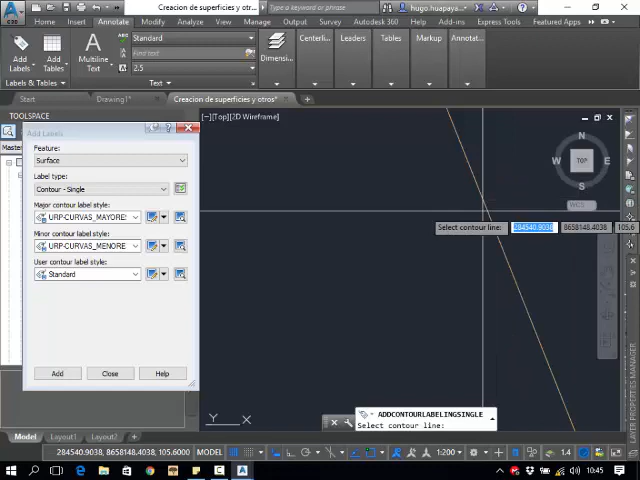 Creacion de superficies y otr...
Type a keyword or phrase
hugo.huapaya...
Home
Insert
Annotate
Modify
Analyze
View
Manage
Output
Survey
Autodesk 360
Help
Add-ins
Express Tools
Featured Apps
Add Labels
Add Tables
Multiline Text
Standard
Find text
2.5
Dimensi...
Centerli...
Leaders
Tables
Markup
Annotat...
Labels & Tables
Text
Start
Drawing1*
Creacion de superficies y otros*
TOOLSPACE
Add Labels
Master
Feature:
Surface
Label type:
Contour - Single
Major contour label style:
URP-CURVAS_MAYORES
Minor contour label style:
URP-CURVAS_MENORE
User contour label style:
Standard
Add
Close
Help
[−][Top][2D Wireframe]
N
W
TOP
E
S
WCS
Select contour line:
284540.9038
8658148.4038
105.6
LAYER PROPERTIES MANAGER
Y
X
ADDCONTOURLABELINGSINGLE
Select contour line:
Model
Layout1
Layout2
284540.9038, 8658148.4038, 105.6000
MODEL
1:200
1.4
10:45